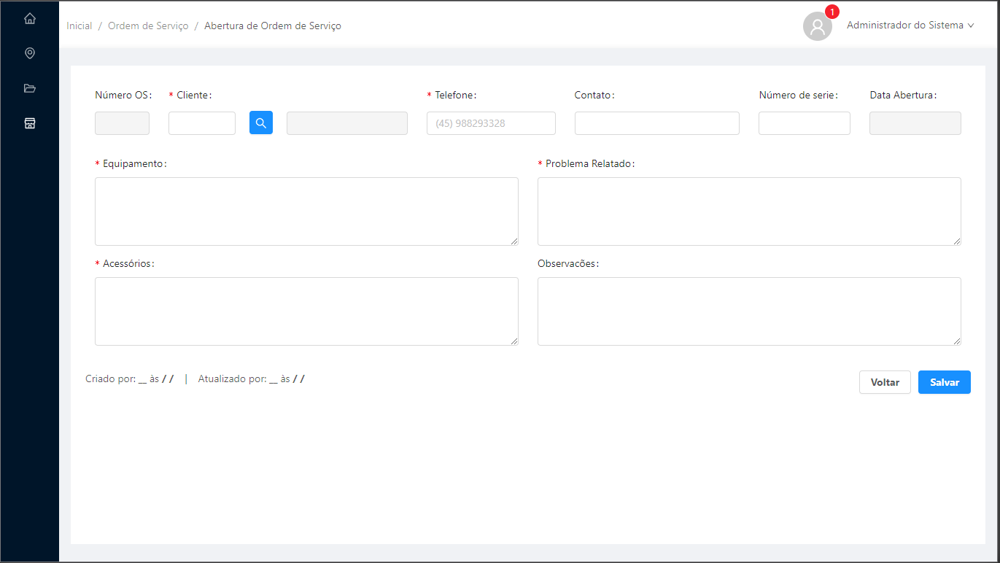 1
Inicial / Ordem de Serviço / Abertura de Ordem de Serviço
Administrador do Sistema
Número OS: * Cliente: * Telefone: Contato: Número de serie: Data Abertura:
(45) 988293328
* Equipamento: * Problema Relatado:
* Acessórios: Observacões:
Criado por: __ às / / | Atualizado por: __ às / /
Voltar Salvar